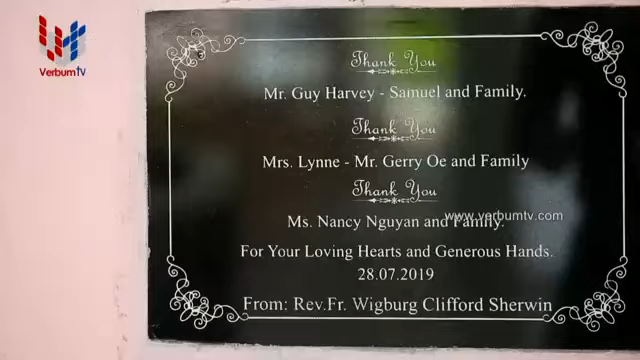 VerbumTV
Thank You
Mr. Guy Harvey - Samuel and Family.
Thank You
Mrs. Lynne - Mr. Gerry Oe and Family
Thank You
Ms. Nancy Nguyan and Family.
www.verbumtv.com
For Your Loving Hearts and Generous Hands.
28.07.2019
From: Rev.Fr. Wigburg Clifford Sherwin